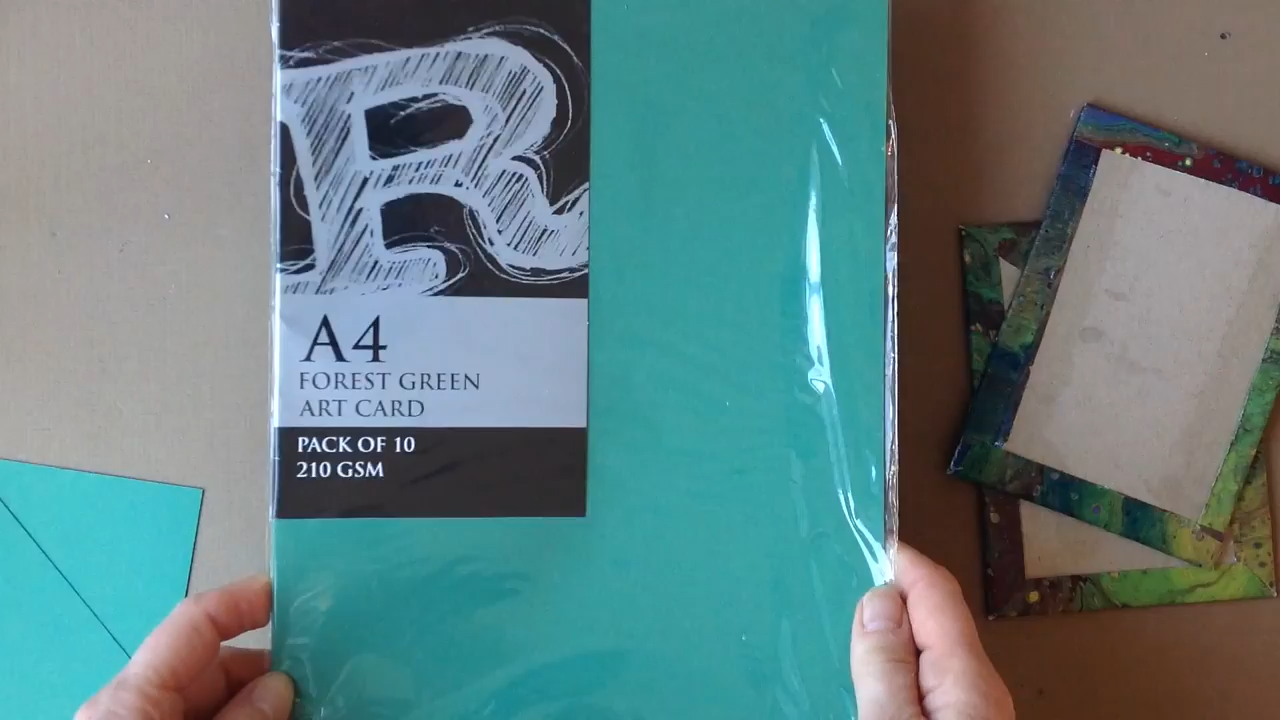 R
A4
FOREST GREEN
ART CARD
PACK OF 10
210 GSM